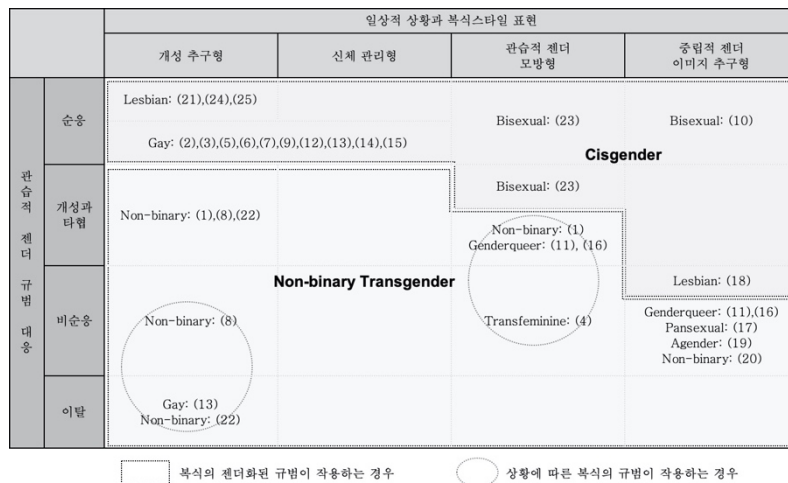 일상적 상황과 복식스타일 표현
개성 추구형
신체 관리형
관습적 젠더
모방형
중립적 젠더
이미지 추구형
관습적 젠더 규범 대응
순응
Lesbian: (21),(24),(25)
Gay: (2),(3),(5),(6),(7),(9),(12),(13),(14),(15)
Bisexual: (23)
Bisexual: (10)
Cisgender
개성과
타협
Non-binary: (1),(8),(22)
Bisexual: (23)
Non-binary: (1)
Genderqueer: (11), (16)
Non-binary Transgender
Lesbian: (18)
비순응
Non-binary: (8)
Transfeminine: (4)
Genderqueer: (11),(16)
Pansexual: (17)
Agender: (19)
Non-binary: (20)
이탈
Gay: (13)
Non-binary: (22)
복식의 젠더화된 규범이 작용하는 경우
상황에 따른 복식의 규범이 작용하는 경우